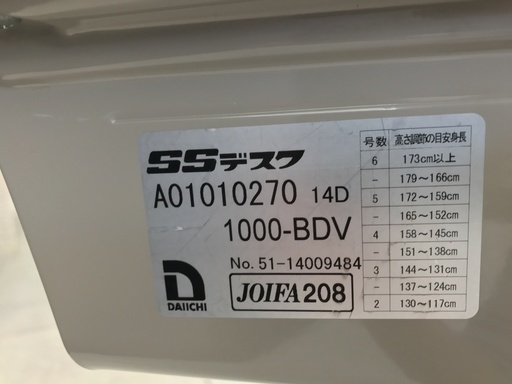 SSデスク
A01010270 14D
1000-BDV
No. 51-14009484
DAIICHI
JOIFA208
号数 高さ調節の目安身長
6 173cm以上
– 179～166cm
5 172～159cm
– 165～152cm
4 158～145cm
– 151～138cm
3 144～131cm
– 137～124cm
2 130～117cm